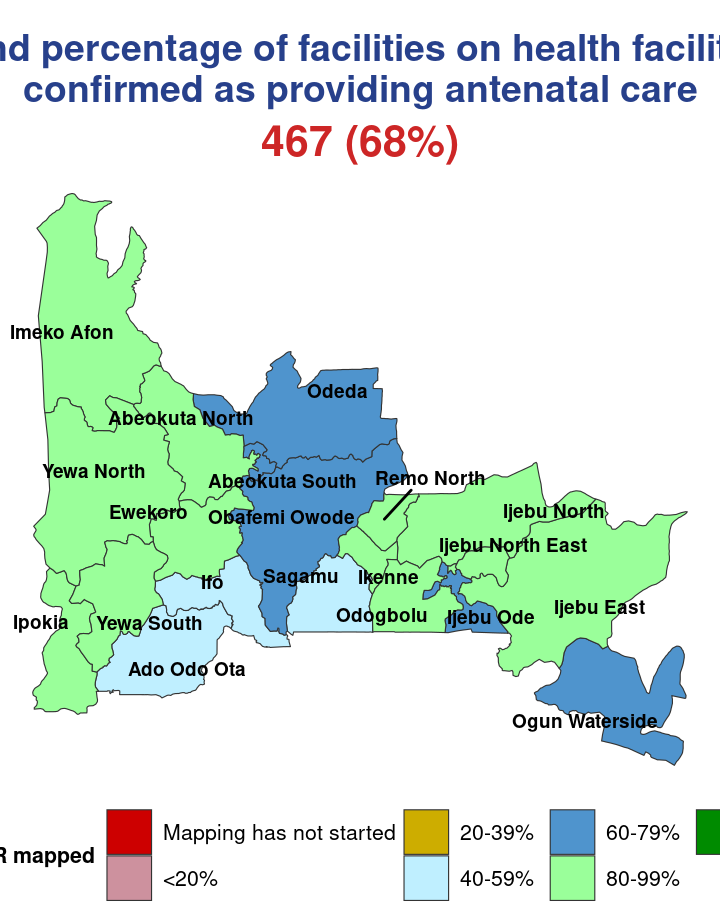 percentage of facilities on health
confirmed as providing antenatal care
467 (68%)
Imeko Afon
Odeda
Abeokuta North
Yewa North
Abeokuta South
Remo North
Ewekoro
Obafemi Owode
Ijebu North
Ijebu North East
Ifo
Sagamu
Ikenne
Ipokia
Yewa South
Odogbolu
Ijebu Ode
Ijebu East
Ado Odo Ota
Ogun Waterside
Mapping has not started
20-39%
60-79%
mapped
<20%
40-59%
80-99%